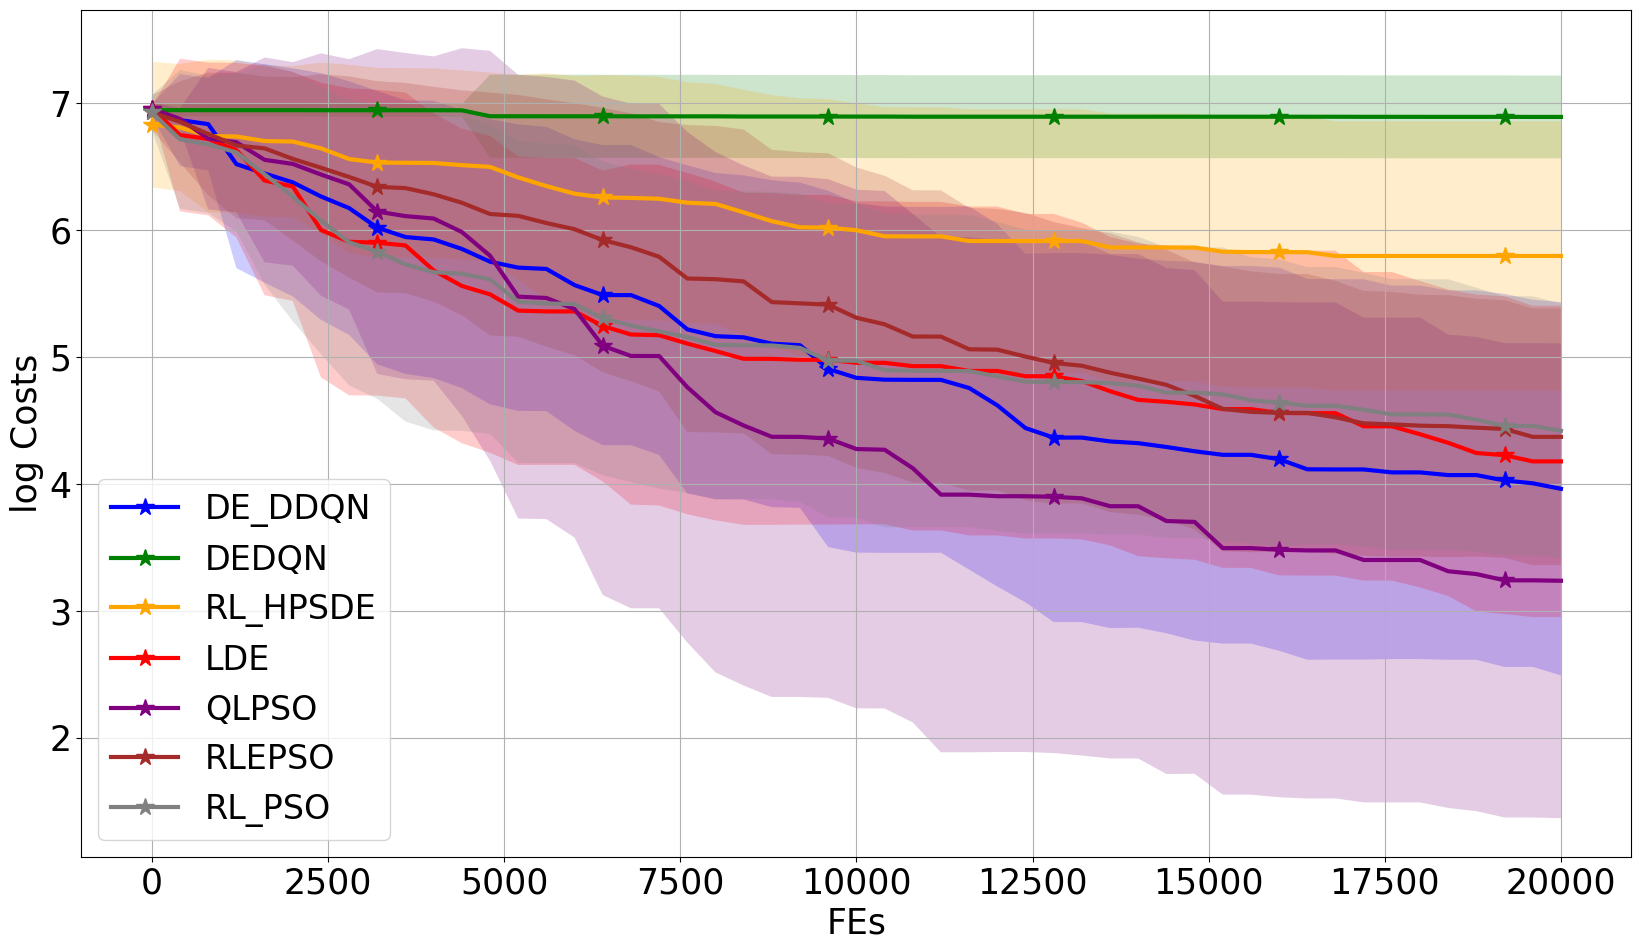 7
6
5
4
3
2
log Costs
DE_DDQN
DEDQN
RL_HPSDE
LDE
QLPSO
RLEPSO
RL_PSO
0 2500 5000 7500 10000 12500 15000 17500 20000
FEs